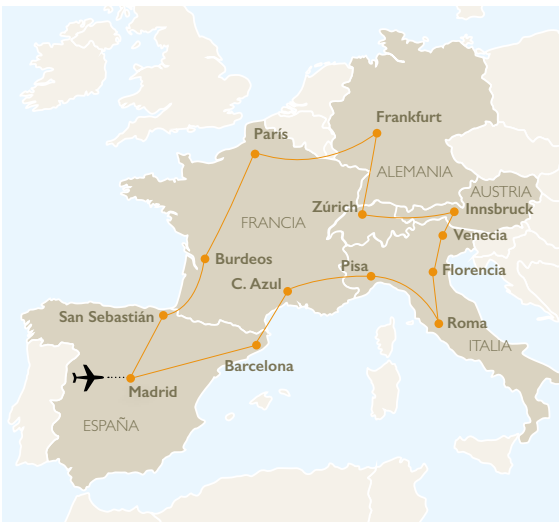 Frankfurt
París
ALEMANIA
AUSTRIA
Zúrich
Innsbruck
FRANCIA
Venecia
Burdeos
Pisa
Florencia
C. Azul
San Sebastián
Roma
ITALIA
Barcelona
Madrid
ESPAÑA